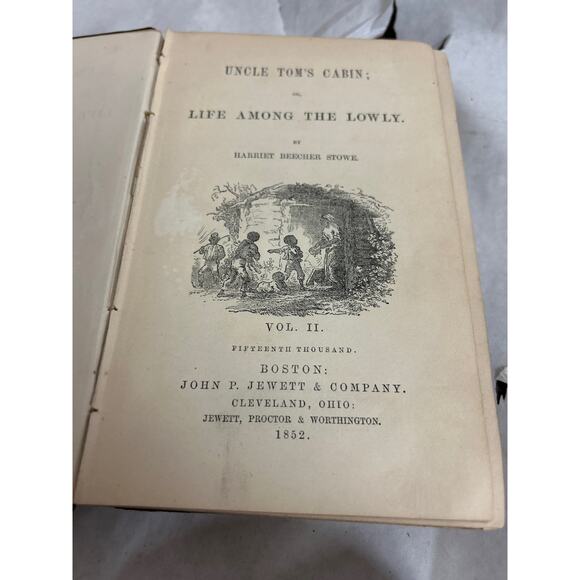 UNCLE TOM'S CABIN;
OR,
LIFE AMONG THE LOWLY.
BY
HARRIET BEECHER STOWE.
VOL. II.
FIFTEENTH THOUSAND.
BOSTON:
JOHN P. JEWETT & COMPANY.
CLEVELAND, OHIO:
JEWETT, PROCTOR & WORTHINGTON.
1852.